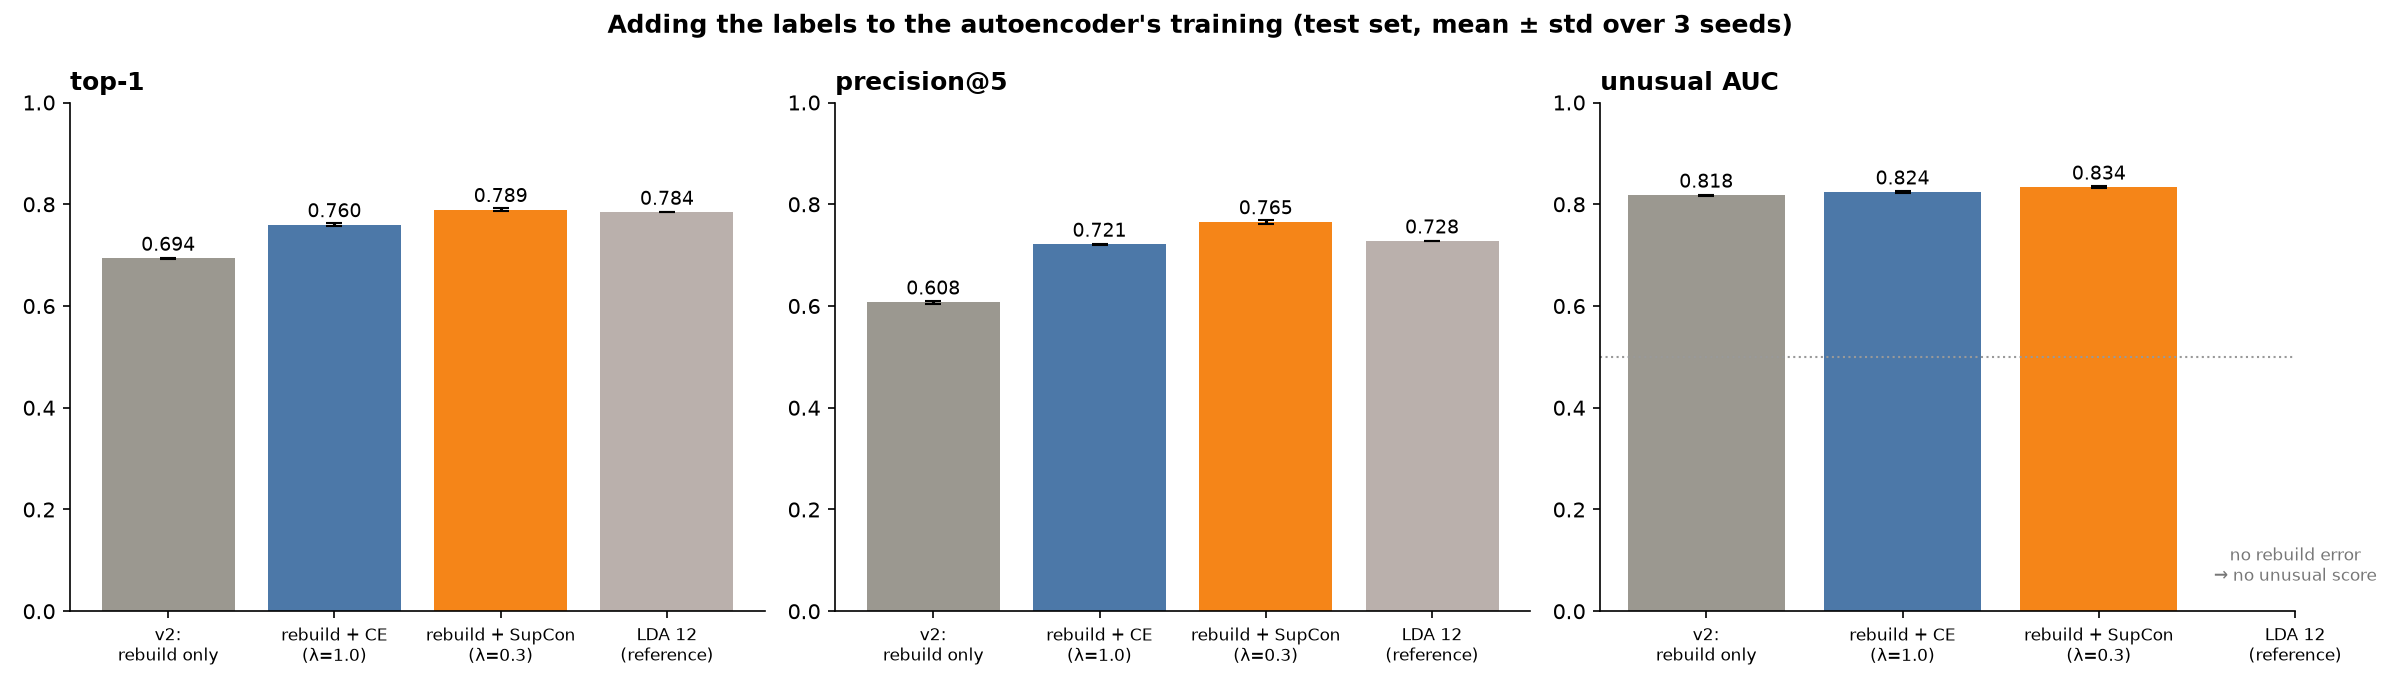 Adding the labels to the autoencoder's training (test set, mean ± std over 3 seeds)
top-1
1.0
0.8
0.6
0.4
0.2
0.0
0.694
0.760
0.789
0.784
v2:
rebuild only
rebuild + CE
(λ=1.0)
rebuild + SupCon
(λ=0.3)
LDA 12
(reference)
precision@5
1.0
0.8
0.6
0.4
0.2
0.0
0.608
0.721
0.765
0.728
v2:
rebuild only
rebuild + CE
(λ=1.0)
rebuild + SupCon
(λ=0.3)
LDA 12
(reference)
unusual AUC
1.0
0.8
0.6
0.4
0.2
0.0
0.818
0.824
0.834
no rebuild error
→ no unusual score
v2:
rebuild only
rebuild + CE
(λ=1.0)
rebuild + SupCon
(λ=0.3)
LDA 12
(reference)